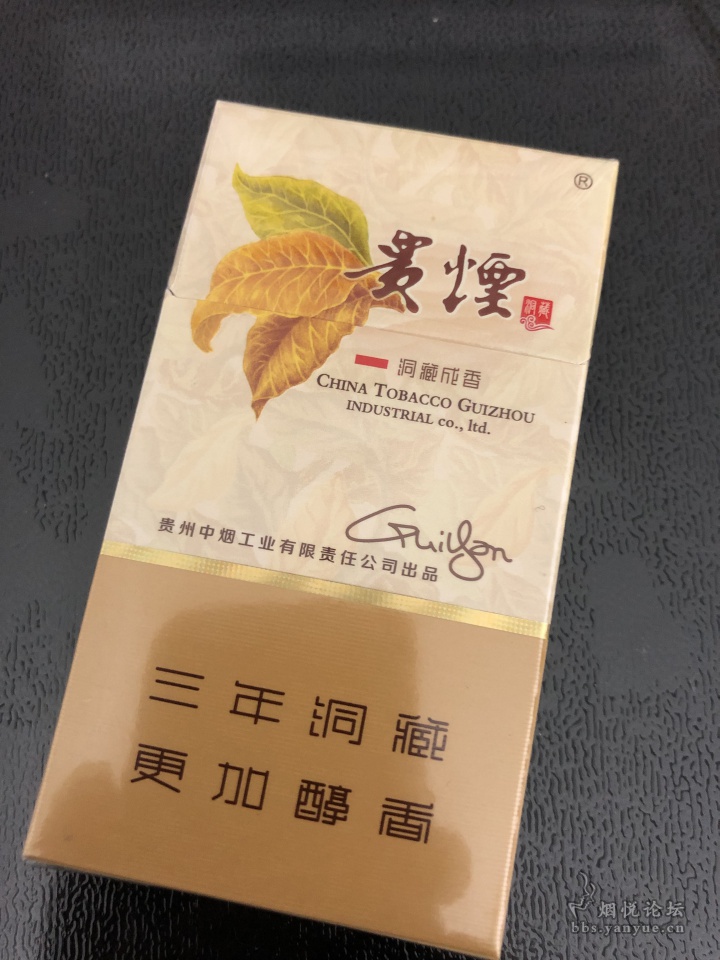 ®
贵煙
洞藏
洞藏成香
CHINA TOBACCO GUIZHOU
INDUSTRIAL co., ltd.
GuiYan
贵州中烟工业有限责任公司出品
三年洞藏
更加醇香
烟悦论坛
bbs.yanyue.cn